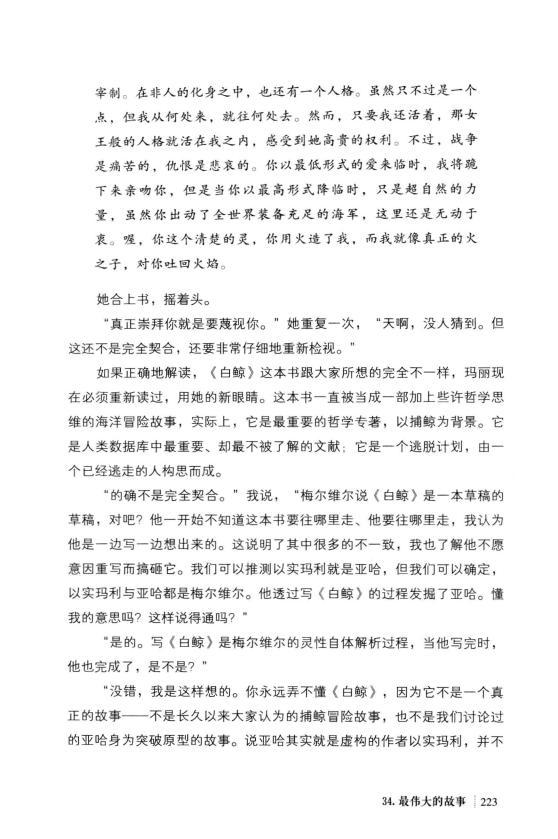 宰制。在非人的化身之中，也还有一个人格。虽然只不过是一个
点，但我从何处来，就往何处去。然而，只要我还活着，那女
王般的人格就活在我之内，感受到她高贵的权利。不过，战争
是痛苦的，仇恨是悲哀的。你以最低形式的爱来临时，我将跪
下来亲吻你，但是当你以最高形式降临时，只是超自然的力
量，虽然你出动了全世界装备充足的海军，这里还是无动于
衷。喔，你这个清楚的灵，你用火造了我，而我就像真正的火
之子，对你吐回火焰。
她合上书，摇着头。
“真正崇拜你就是要蔑视你。”她重复一次，“天啊，没人猜到。但
这还不是完全契合，还要非常仔细地重新检视。”
如果正确地解读，《白鲸》这本书跟大家所想的完全不一样，玛丽现
在必须重新读过，用她的新眼睛。这本书一直被当成一部加上些许哲学思
维的海洋冒险故事，实际上，它是最重要的哲学专著，以捕鲸为背景。它
是人类数据库中最重要、却最不被了解的文献；它是一个逃脱计划，由一
个已经逃走的人构思而成。
“的确不是完全契合。”我说，“梅尔维尔说《白鲸》是一本草稿的
草稿，对吧？他一开始不知道这本书要往哪里走、他要往哪里走，我认为
他是一边写一边想出来的。这说明了其中很多的不一致，我也了解他不愿
意因重写而搞砸它。我们可以推测以实玛利就是亚哈，但我们可以确定，
以实玛利与亚哈都是梅尔维尔。他透过写《白鲸》的过程发掘了亚哈。懂
我的意思吗？这样说得通吗？”
“是的。写《白鲸》是梅尔维尔的灵性自体解析过程，当他写完时，
他也完成了，是不是？”
“没错，我是这样想的。你永远弄不懂《白鲸》，因为它不是一个真
正的故事——不是长久以来大家认为的捕鲸冒险故事，也不是我们讨论过
的亚哈身为突破原型的故事。说亚哈其实就是虚构的作者以实玛利，并不
34. 最伟大的故事 223